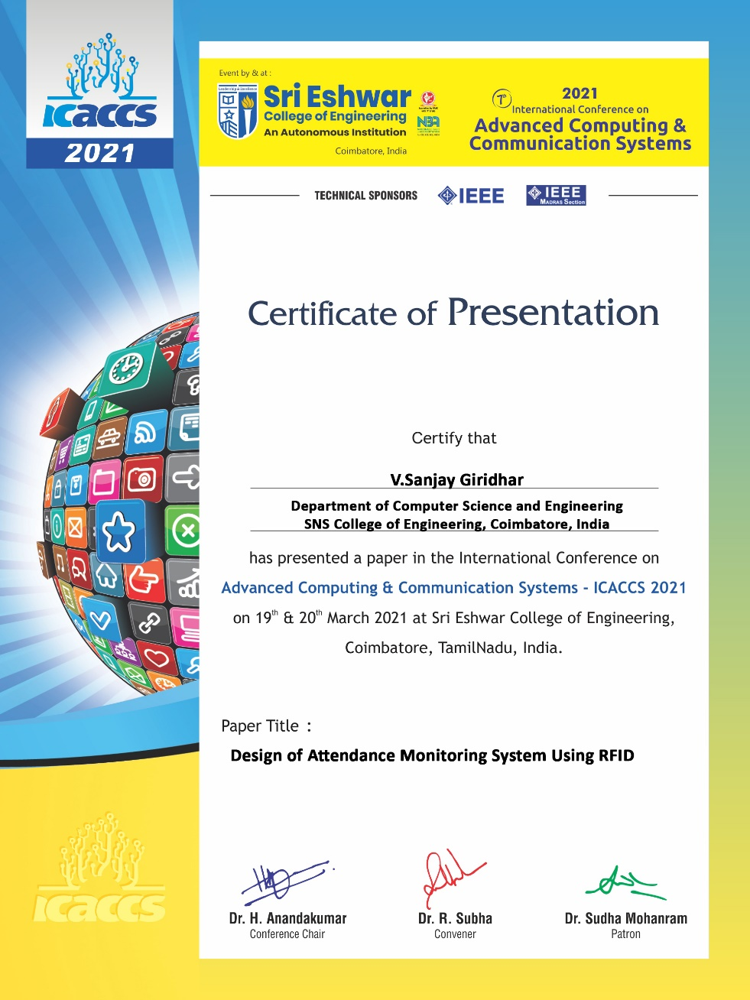 icaccs
2021
Event by & at :
Leadership & Excellence
Sri Eshwar
College of Engineering
An Autonomous Institution
Coimbatore, India
NBA
7th
2021
International Conference on
Advanced Computing &
Communication Systems
TECHNICAL SPONSORS
IEEE
IEEE
MADRAS Section
Certificate of Presentation
Certify that
V.Sanjay Giridhar
Department of Computer Science and Engineering
SNS College of Engineering, Coimbatore, India
has presented a paper in the International Conference on
Advanced Computing & Communication Systems - ICACCS 2021
on 19th & 20th March 2021 at Sri Eshwar College of Engineering,
Coimbatore, TamilNadu, India.
Paper Title :
Design of Attendance Monitoring System Using RFID
icaccs
Dr. H. Anandakumar
Conference Chair
Dr. R. Subha
Convener
Dr. Sudha Mohanram
Patron